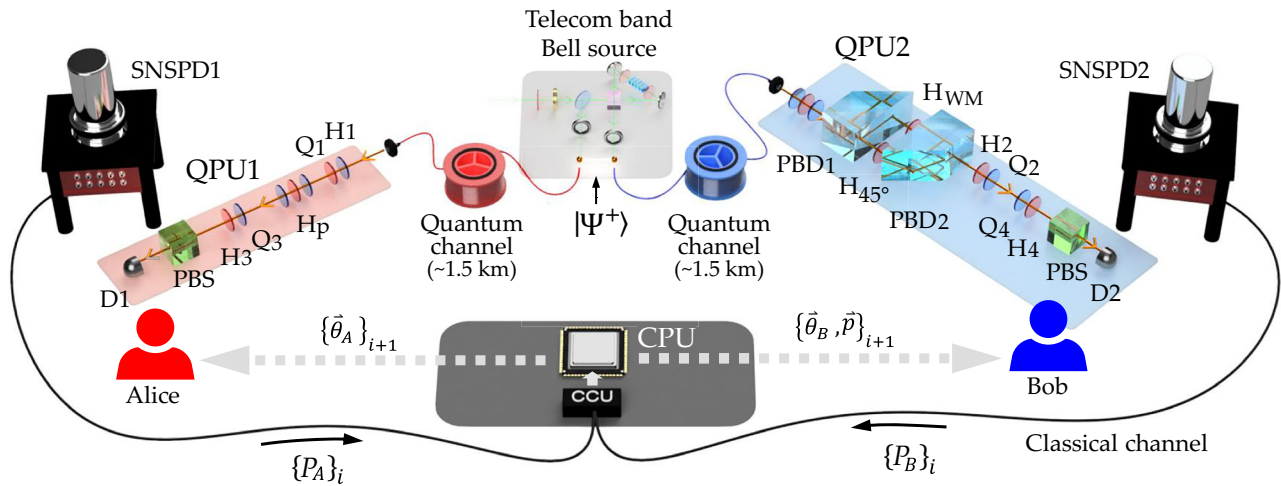 Telecom band
Bell source
SNSPD1
QPU2
SNSPD2
H_WM
H1
Q1
QPU1
H2
Q2
PBD1
H_45°
PBD2
Hp
Q3
H3
PBS
D1
Quantum
channel
(~1.5 km)
|Ψ⁺⟩
Quantum
channel
(~1.5 km)
Q4
H4
PBS
D2
{θ⃗_A}_{i+1}
CPU
{θ⃗_B, p⃗}_{i+1}
Alice
CCU
Bob
{P_A}_i
{P_B}_i
Classical channel